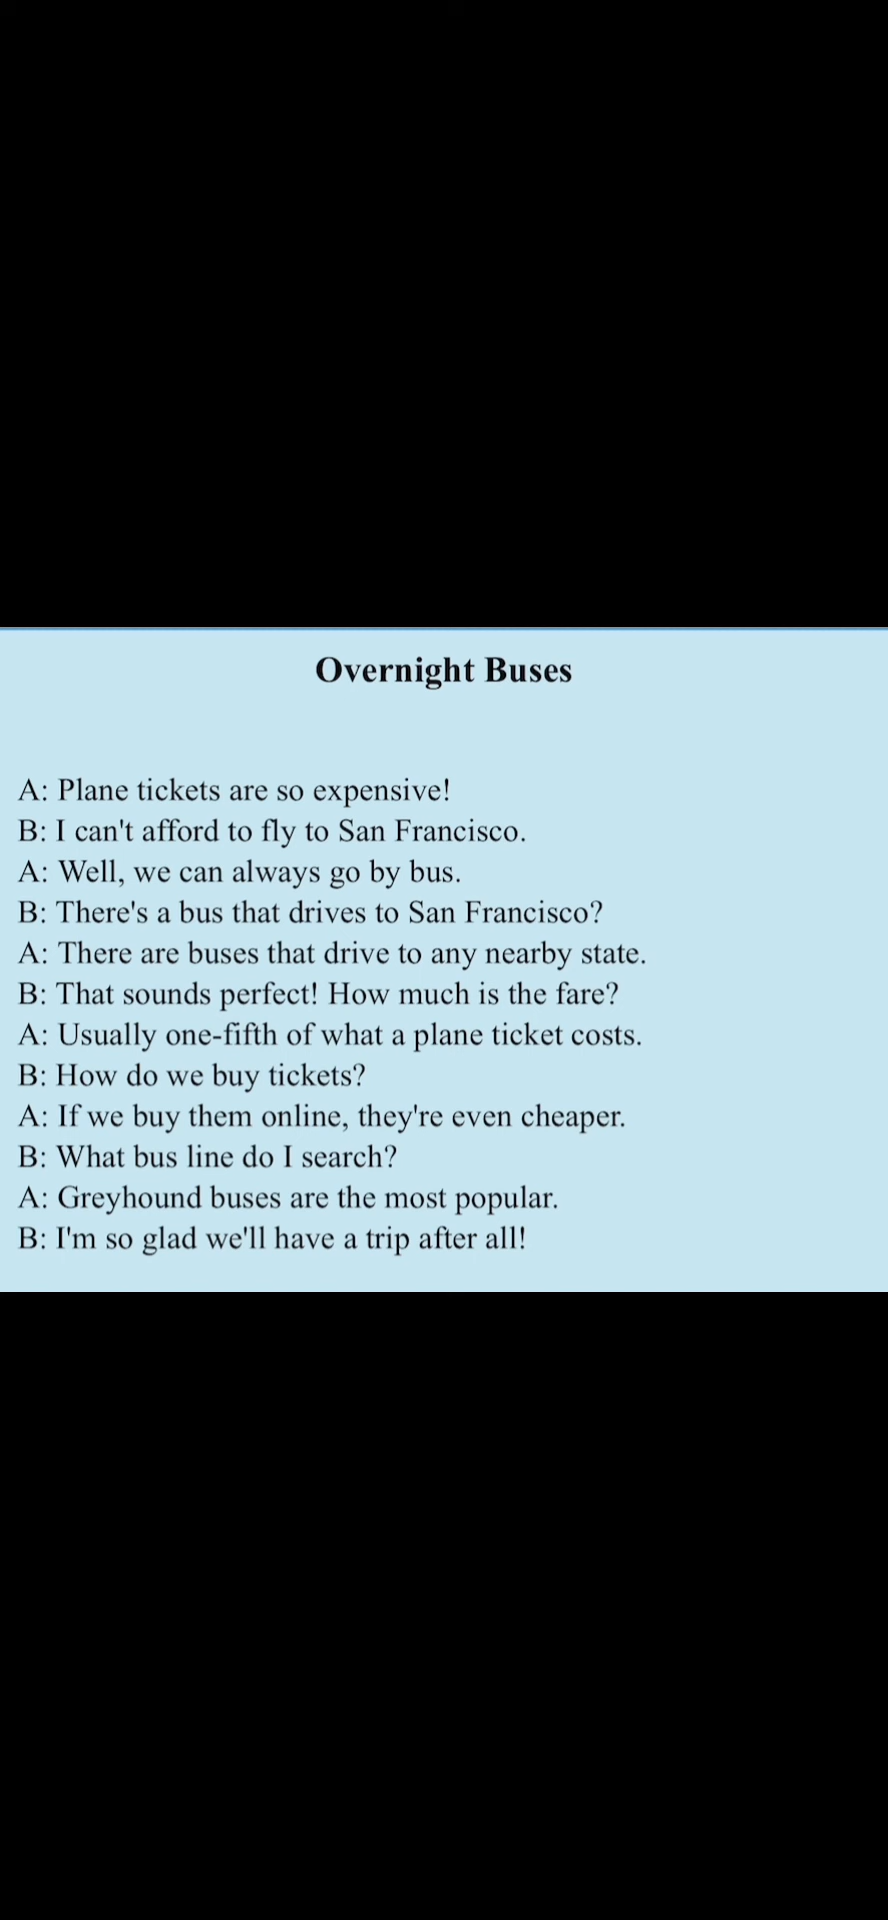 Overnight Buses
A: Plane tickets are so expensive!
B: I can't afford to fly to San Francisco.
A: Well, we can always go by bus.
B: There's a bus that drives to San Francisco?
A: There are buses that drive to any nearby state.
B: That sounds perfect! How much is the fare?
A: Usually one-fifth of what a plane ticket costs.
B: How do we buy tickets?
A: If we buy them online, they're even cheaper.
B: What bus line do I search?
A: Greyhound buses are the most popular.
B: I'm so glad we'll have a trip after all!